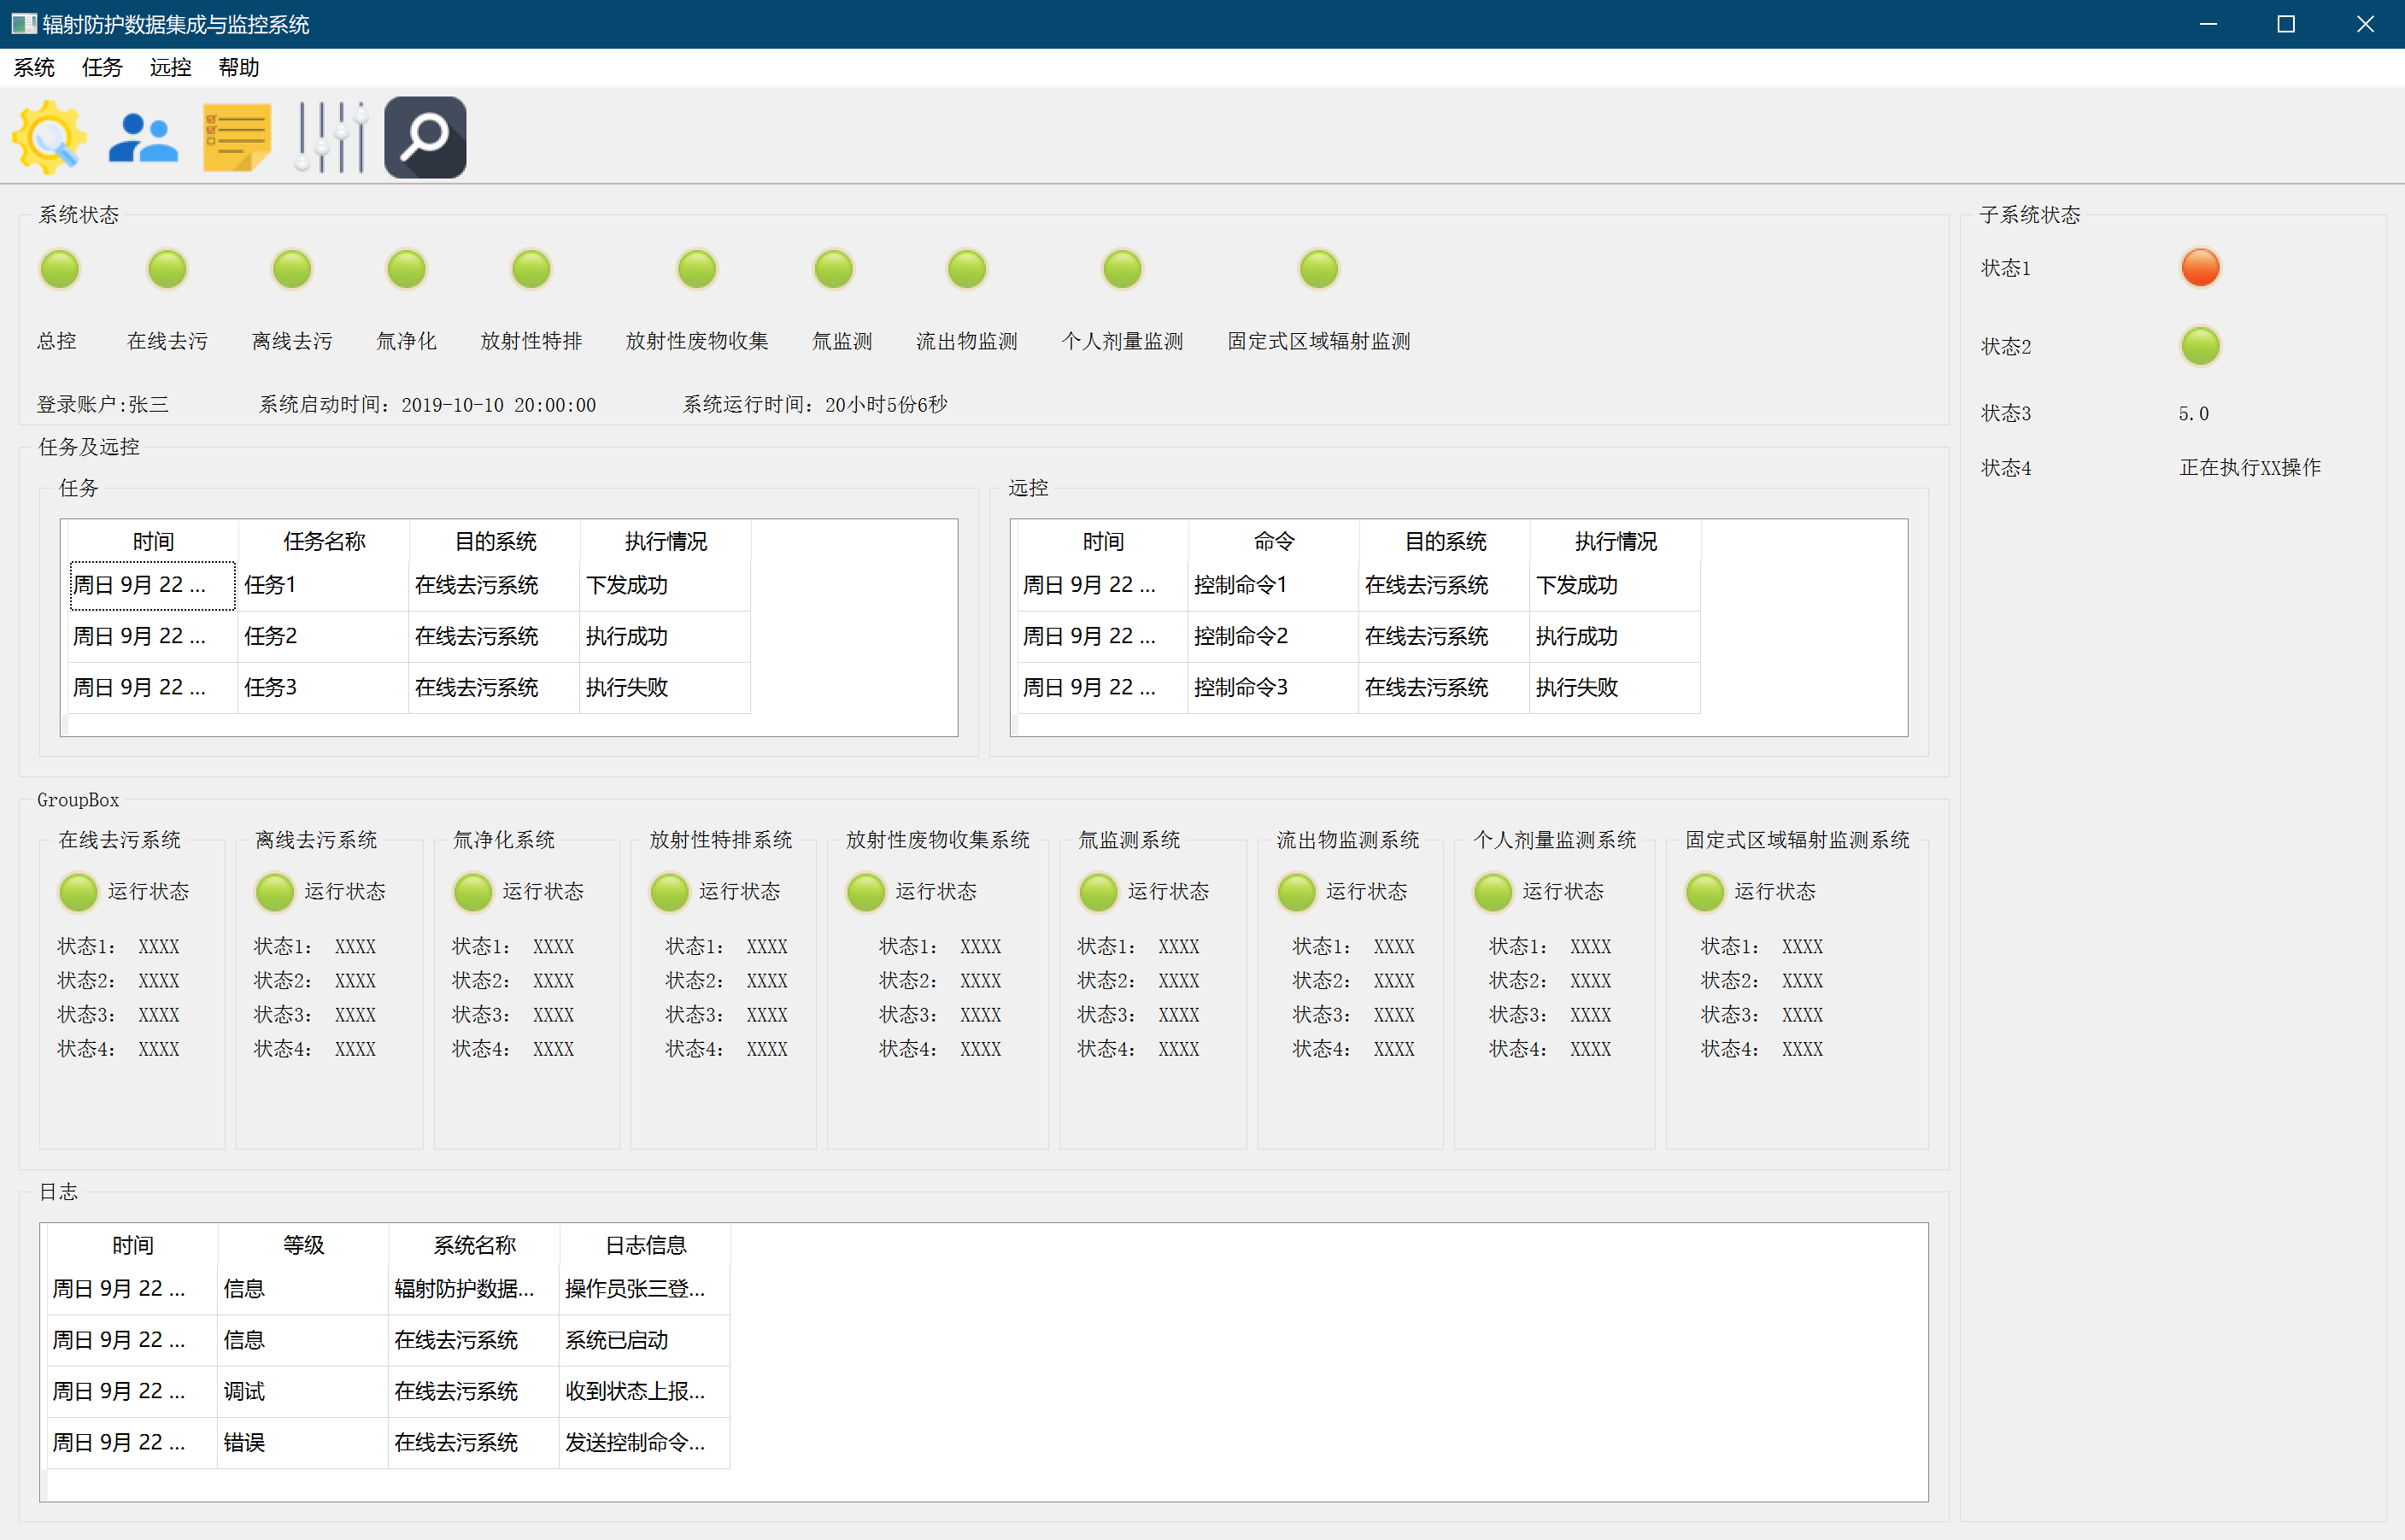 辐射防护数据集成与监控系统
系统 任务 远控 帮助
系统状态
总控 在线去污 离线去污 氚净化 放射性特排 放射性废物收集 氚监测 流出物监测 个人剂量监测 固定式区域辐射监测
登录账户:张三 系统启动时间: 2019-10-10 20:00:00 系统运行时间: 20小时5份6秒
子系统状态
状态1
状态2
状态3 5.0
状态4 正在执行XX操作
任务及远控
任务
时间 任务名称 目的系统 执行情况
周日 9月 22 ... 任务1 在线去污系统 下发成功
周日 9月 22 ... 任务2 在线去污系统 执行成功
周日 9月 22 ... 任务3 在线去污系统 执行失败
远控
时间 命令 目的系统 执行情况
周日 9月 22 ... 控制命令1 在线去污系统 下发成功
周日 9月 22 ... 控制命令2 在线去污系统 执行成功
周日 9月 22 ... 控制命令3 在线去污系统 执行失败
GroupBox
在线去污系统 离线去污系统 氚净化系统 放射性特排系统 放射性废物收集系统 氚监测系统 流出物监测系统 个人剂量监测系统 固定式区域辐射监测系统
运行状态 运行状态 运行状态 运行状态 运行状态 运行状态 运行状态 运行状态 运行状态
状态1: XXXX 状态1: XXXX 状态1: XXXX 状态1: XXXX 状态1: XXXX 状态1: XXXX 状态1: XXXX 状态1: XXXX 状态1: XXXX
状态2: XXXX 状态2: XXXX 状态2: XXXX 状态2: XXXX 状态2: XXXX 状态2: XXXX 状态2: XXXX 状态2: XXXX 状态2: XXXX
状态3: XXXX 状态3: XXXX 状态3: XXXX 状态3: XXXX 状态3: XXXX 状态3: XXXX 状态3: XXXX 状态3: XXXX 状态3: XXXX
状态4: XXXX 状态4: XXXX 状态4: XXXX 状态4: XXXX 状态4: XXXX 状态4: XXXX 状态4: XXXX 状态4: XXXX 状态4: XXXX
日志
时间 等级 系统名称 日志信息
周日 9月 22 ... 信息 辐射防护数据... 操作员张三登...
周日 9月 22 ... 信息 在线去污系统 系统已启动
周日 9月 22 ... 调试 在线去污系统 收到状态上报...
周日 9月 22 ... 错误 在线去污系统 发送控制命令...